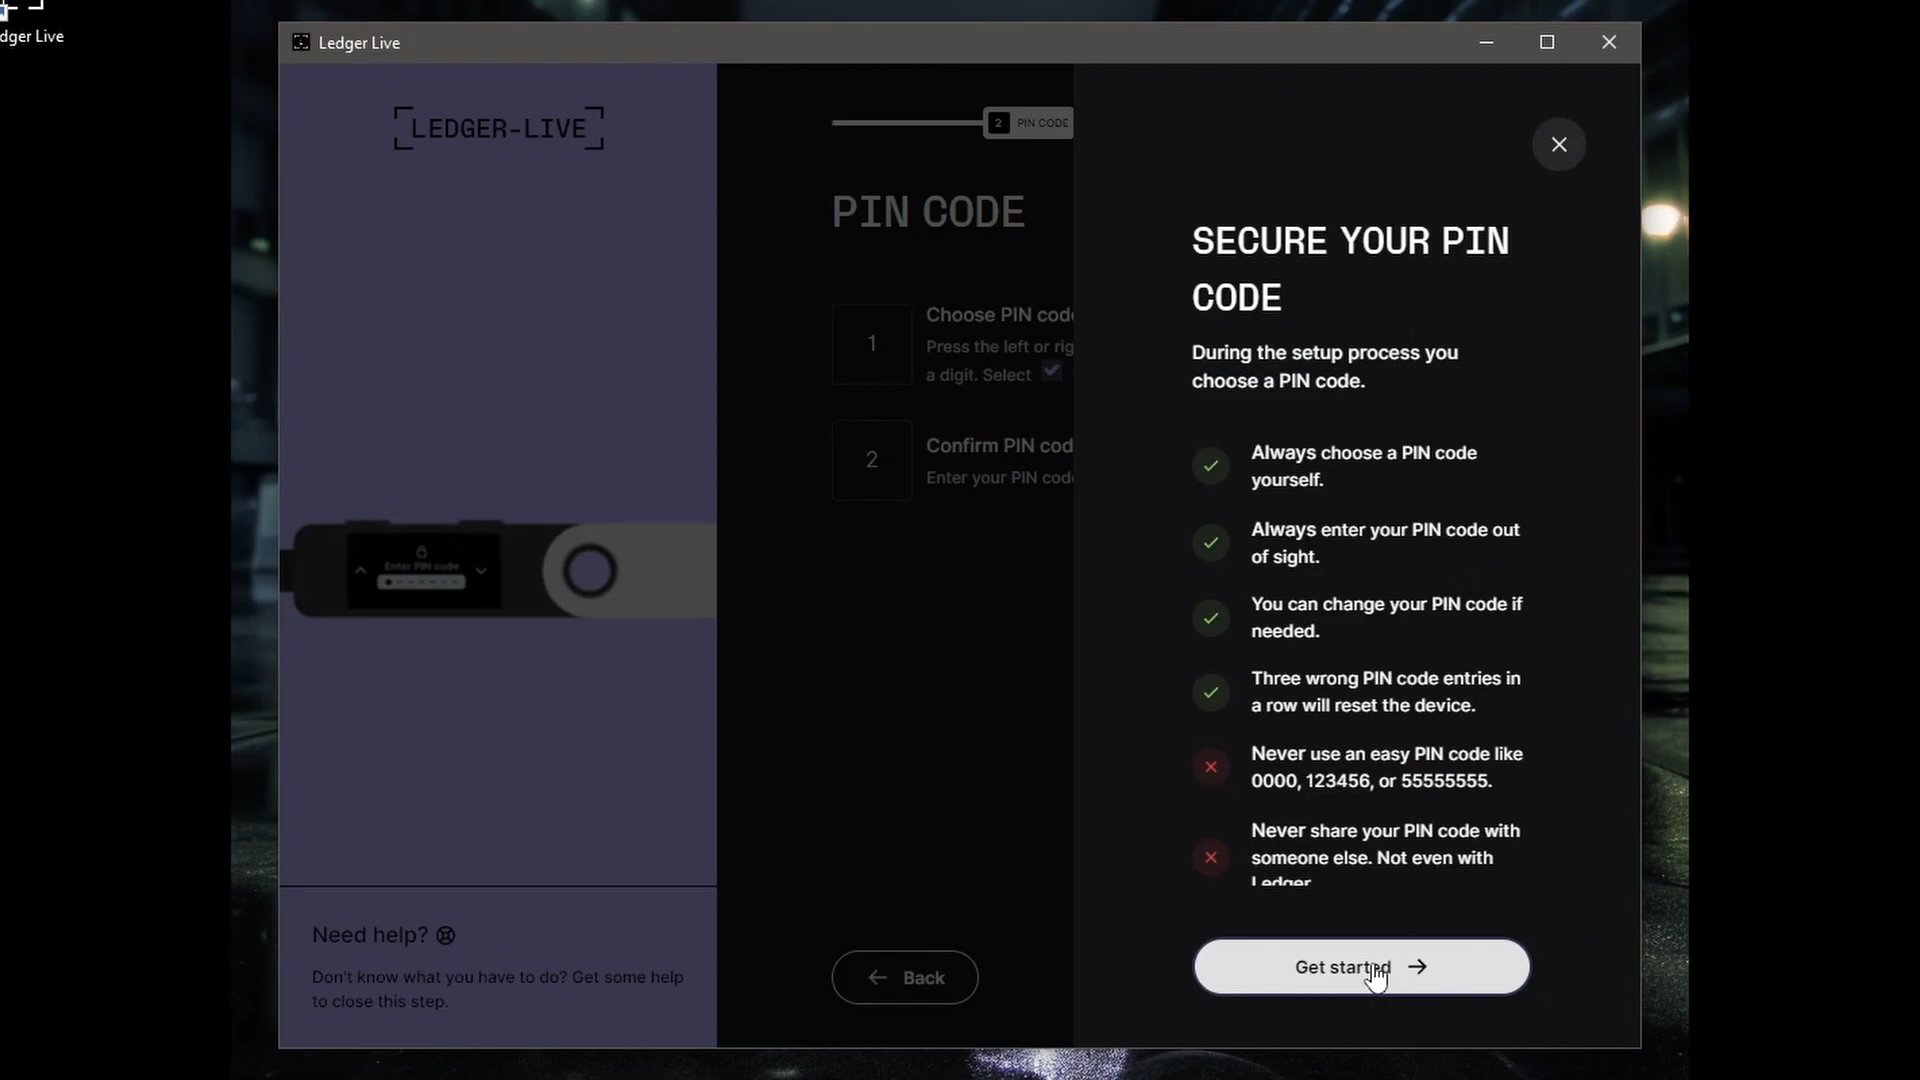 dger Live
Ledger Live
LEDGER-LIVE
2 PIN CODE
PIN CODE
1
Choose PIN cod
Press the left or rig
a digit. Select
2
Confirm PIN cod
Enter your PIN cod
Enter PIN code
Need help?
Don't know what you have to do? Get some help
to close this step.
Back
SECURE YOUR PIN
CODE
During the setup process you
choose a PIN code.
Always choose a PIN code
yourself.
Always enter your PIN code out
of sight.
You can change your PIN code if
needed.
Three wrong PIN code entries in
a row will reset the device.
Never use an easy PIN code like
0000, 123456, or 55555555.
Never share your PIN code with
someone else. Not even with
Ledger.
Get started